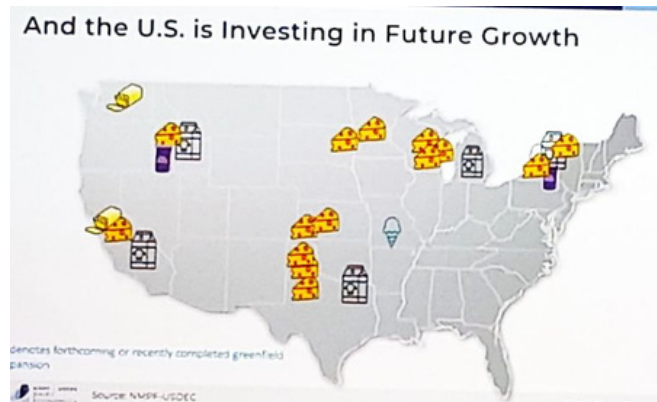 And the U.S. is Investing in Future Growth
denotes forthcoming or recently completed greenfield
pansion
Source: NMPF-USDEC